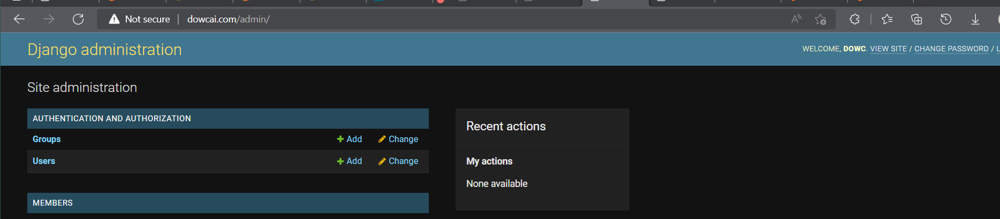 Not secure | dowcai.com/admin/
Django administration
WELCOME, DOWC. VIEW SITE / CHANGE PASSWORD /
Site administration
AUTHENTICATION AND AUTHORIZATION
Groups Add Change
Users Add Change
MEMBERS
Recent actions
My actions
None available